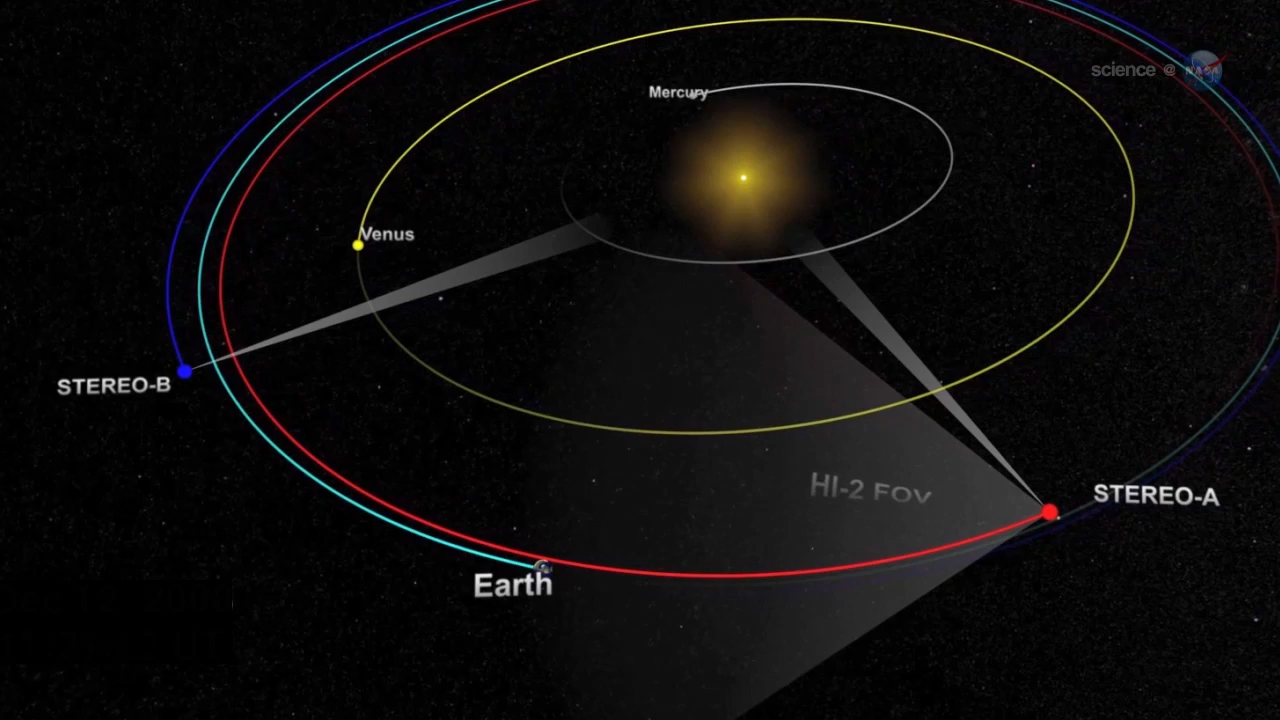 science @ NASA
Mercury
Venus
STEREO-B
HI-2 FOV
STEREO-A
Earth